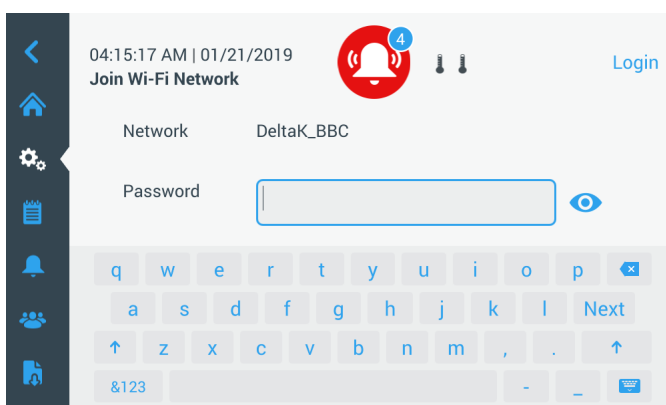 04:15:17 AM | 01/21/2019
4
Login
Join Wi-Fi Network
Network DeltaK_BBC
Password
q w e r t y u i o p
a s d f g h j k l Next
z x c v b n m , .
&123 - _